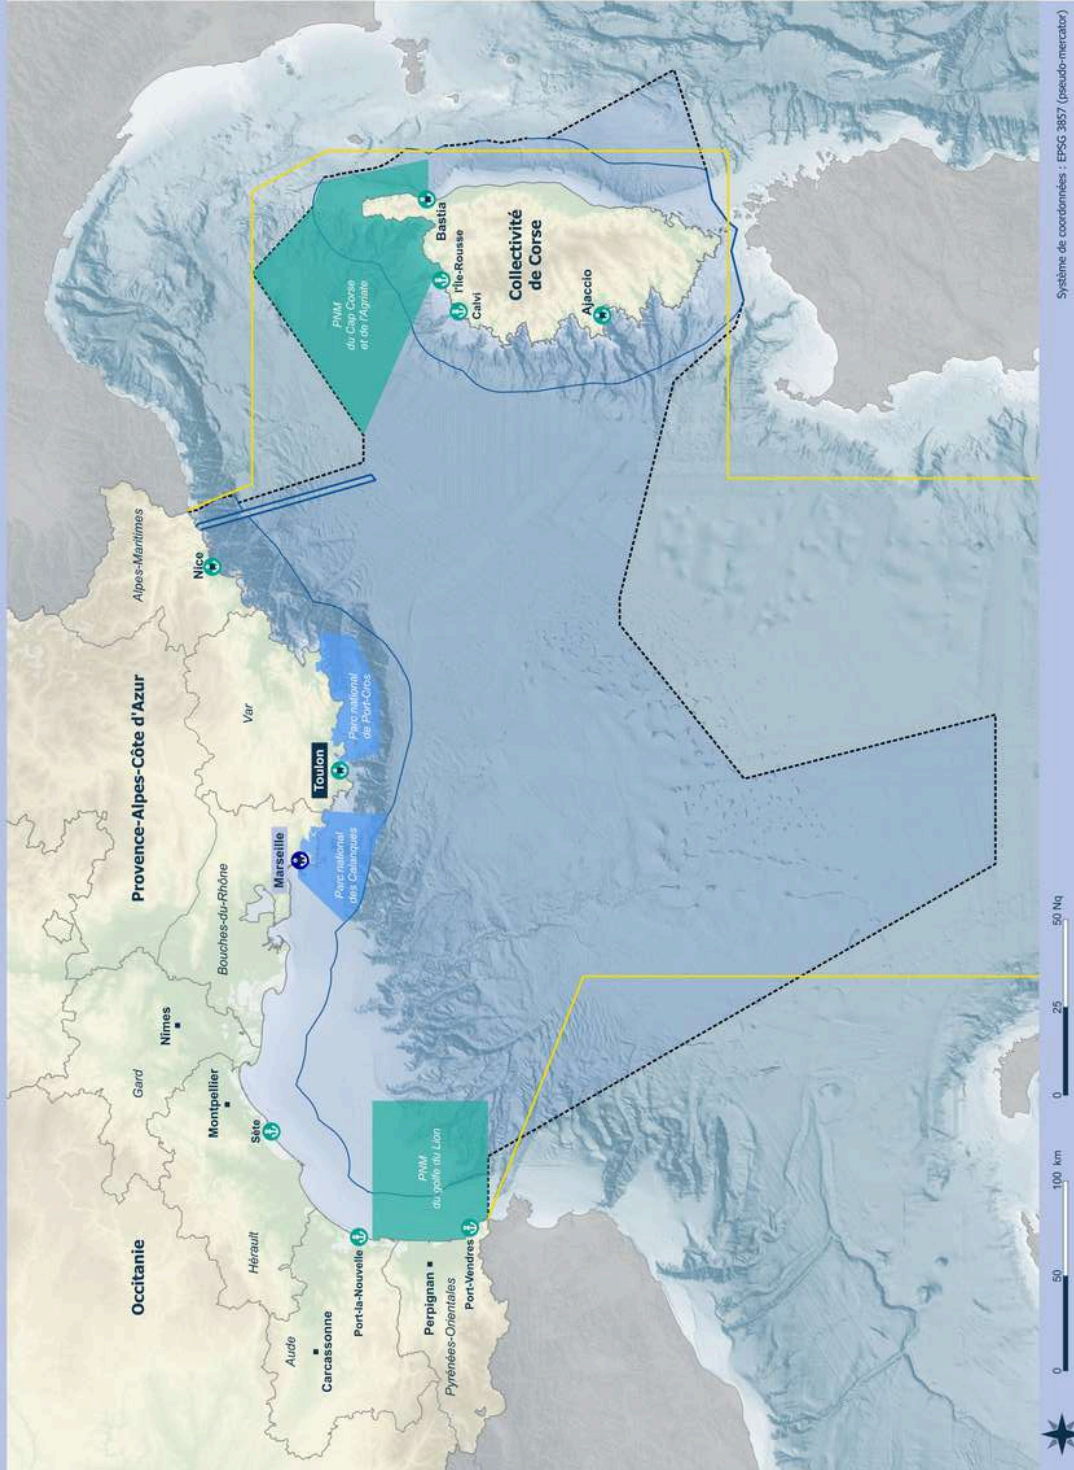 Occitanie
Provence-Alpes-Côte d'Azur
Alpes-Maritimes
Gard
Nîmes
Hérault
Montpellier
Sète
Bouches-du-Rhône
Var
Nice
Marseille
Toulon
Aude
Carcassonne
Port-la-Nouvelle
Perpignan
Pyrénées-Orientales
Port-Vendres
PNM
du golfe du Lion
Parc national
des Calanques
Parc national
de Port-Cros
PNM
du Cap Corse
et de l'Agriate
Bastia
l'Île-Rousse
Calvi
Collectivité
de Corse
Ajaccio
0 50 100 km
0 25 50 Nq
Système de coordonnées : EPSG 3857 (pseudo-mercator)